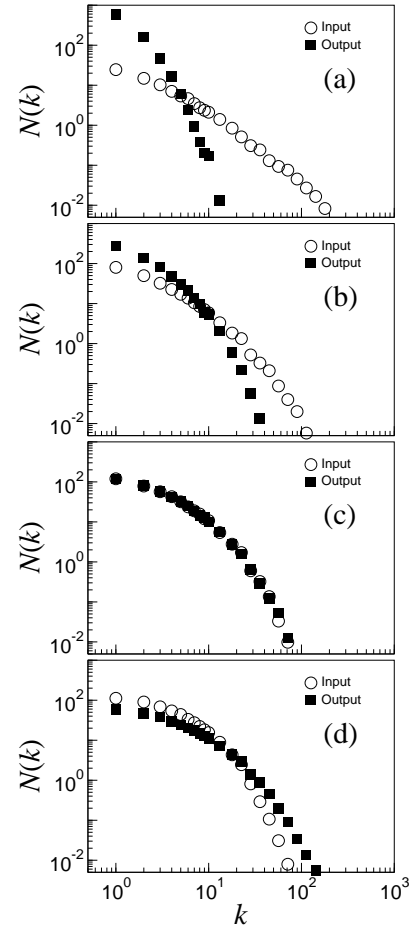 10^2
10^0
10^-2
N(k)
Input
Output
(a)
10^2
10^0
10^-2
N(k)
Input
Output
(b)
10^2
10^0
10^-2
N(k)
Input
Output
(c)
10^2
10^0
10^-2
N(k)
Input
Output
(d)
10^0 10^1 10^2 10^3
k